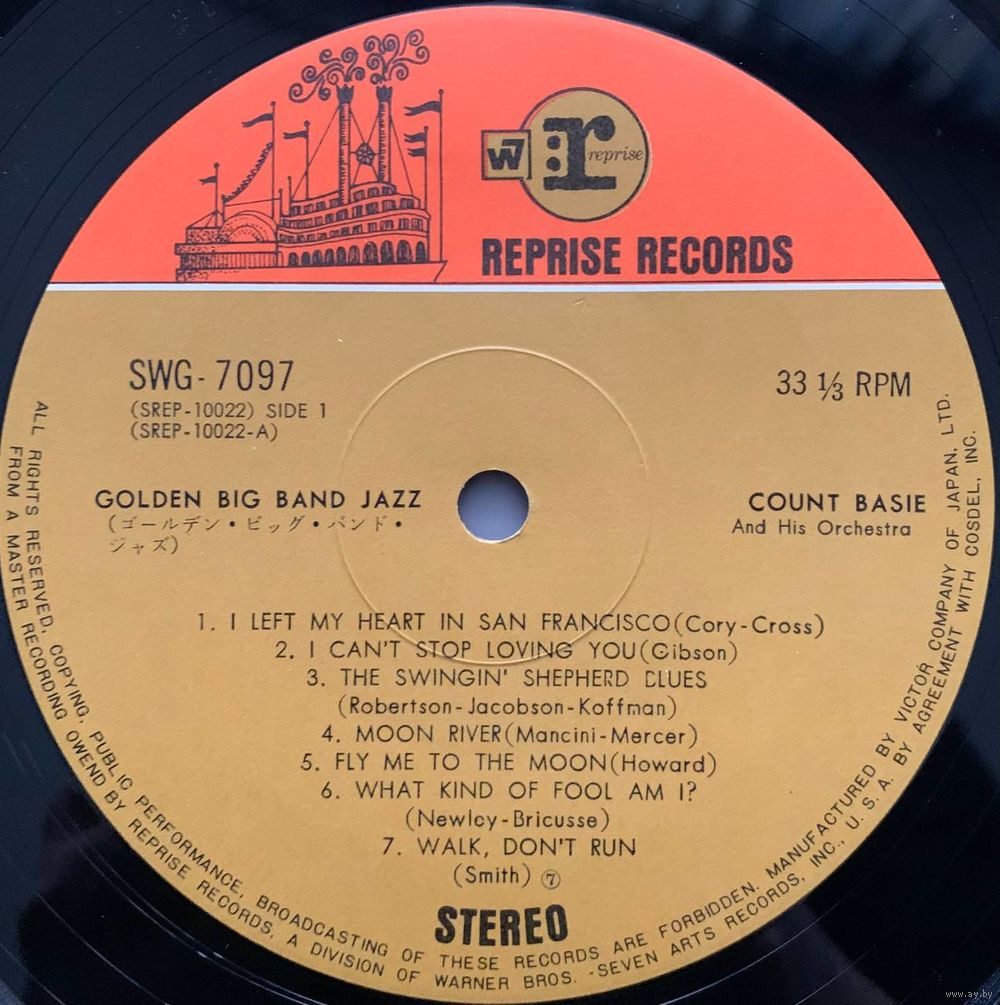 W7
r:
reprise
REPRISE RECORDS
SWG- 7097
33 1/3 RPM
(SREP-10022) SIDE 1
(SREP-10022-A)
GOLDEN BIG BAND JAZZ
(ゴールデン・ビッグ・バンド・
ジャズ)
COUNT BASIE
And His Orchestra
1. I LEFT MY HEART IN SAN FRANCISCO(Cory-Cross)
2. I CAN'T STOP LOVING YOU(Gibson)
3. THE SWINGIN' SHEPHERD BLUES
(Robertson-Jacobson-Koffman)
4. MOON RIVER(Mancini-Mercer)
5. FLY ME TO THE MOON(Howard)
6. WHAT KIND OF FOOL AM I?
(Newley-Bricusse)
7. WALK, DON'T RUN
(Smith) ⑦
STEREO
ALL RIGHTS RESERVED, COPYING, PUBLIC PERFORMANCE, BROADCASTING OF THESE RECORDS ARE FORBIDDEN. MANUFACTURED BY VICTOR COMPANY OF JAPAN, LTD.
FROM A MASTER RECORDING OWEND BY REPRISE RECORDS, A DIVISION OF WARNER BROS. -SEVEN ARTS RECORDS, INC., U. S. A. BY AGREEMENT WITH COSDEL, INC.
www.ay.by